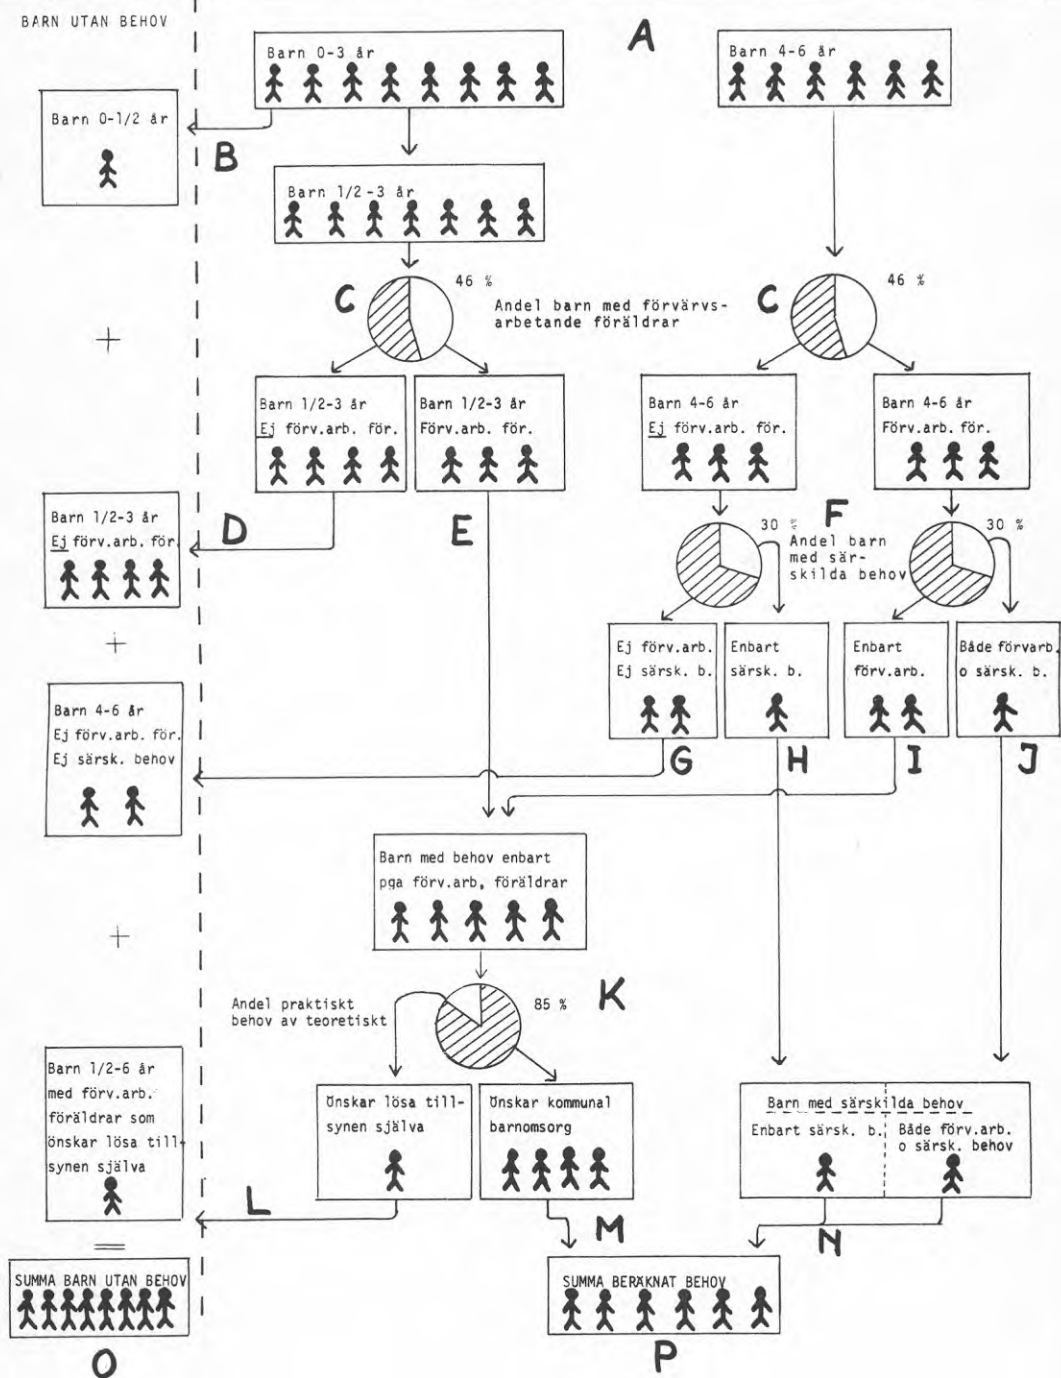 BARN UTAN BEHOV
A
Barn 0-3 år
Barn 4-6 år
Barn 0-1/2 år
B
Barn 1/2-3 år
C
46 %
Andel barn med förvärvs-
arbetande föräldrar
C
46 %
+
Barn 1/2-3 år
Ej förv.arb. för.
Barn 1/2-3 år
Förv.arb. för.
Barn 4-6 år
Ej förv.arb. för.
Barn 4-6 år
Förv.arb. för.
Barn 1/2-3 år
Ej förv.arb. för.
D
E
30 %
F
Andel barn
med sär-
skilda behov
30 %
+
Ej förv.arb.
Ej särsk. b.
Enbart
särsk. b.
Enbart
förv.arb.
Både förvarb.
o särsk. b.
Barn 4-6 år
Ej förv.arb. för.
Ej särsk. behov
G
H
I
J
Barn med behov enbart
pga förv.arb, föräldrar
+
Andel praktiskt
behov av teoretiskt
85 %
K
Barn 1/2-6 år
med förv.arb.
föräldrar som
önskar lösa till-
synen själva
Önskar lösa till-
synen själva
Önskar kommunal
barnomsorg
Barn med särskilda behov
Enbart särsk. b.
Både förv.arb.
o särsk. behov
L
M
N
=
SUMMA BARN UTAN BEHOV
SUMMA BERÄKNAT BEHOV
O
P